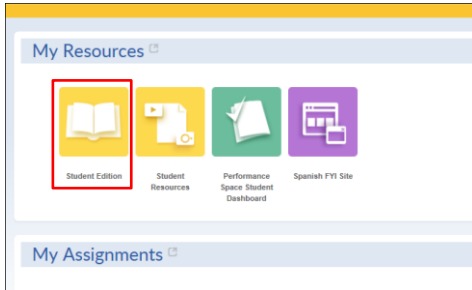 My Resources
Student Edition
Student
Resources
Performance
Space Student
Dashboard
Spanish FYI Site
My Assignments